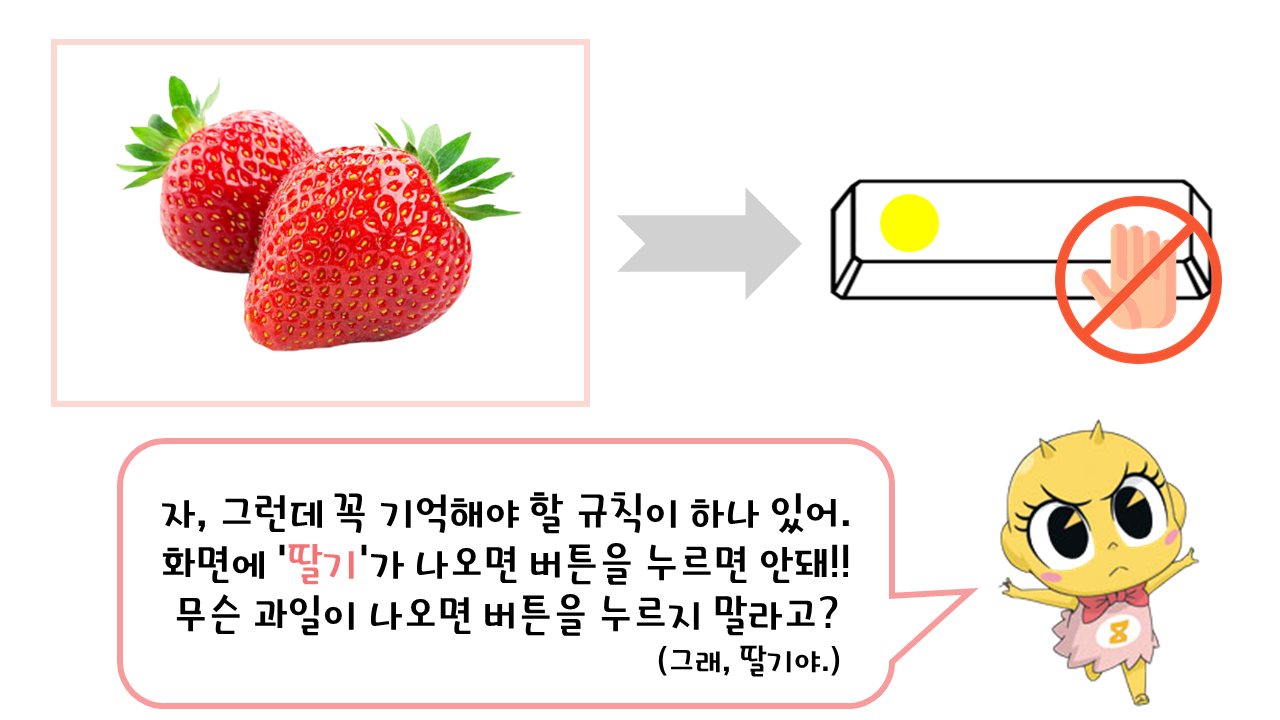 자, 그런데 꼭 기억해야 할 규칙이 하나 있어.
화면에 '딸기'가 나오면 버튼을 누르면 안돼!!
무슨 과일이 나오면 버튼을 누르지 말라고?
(그래, 딸기야.)
8